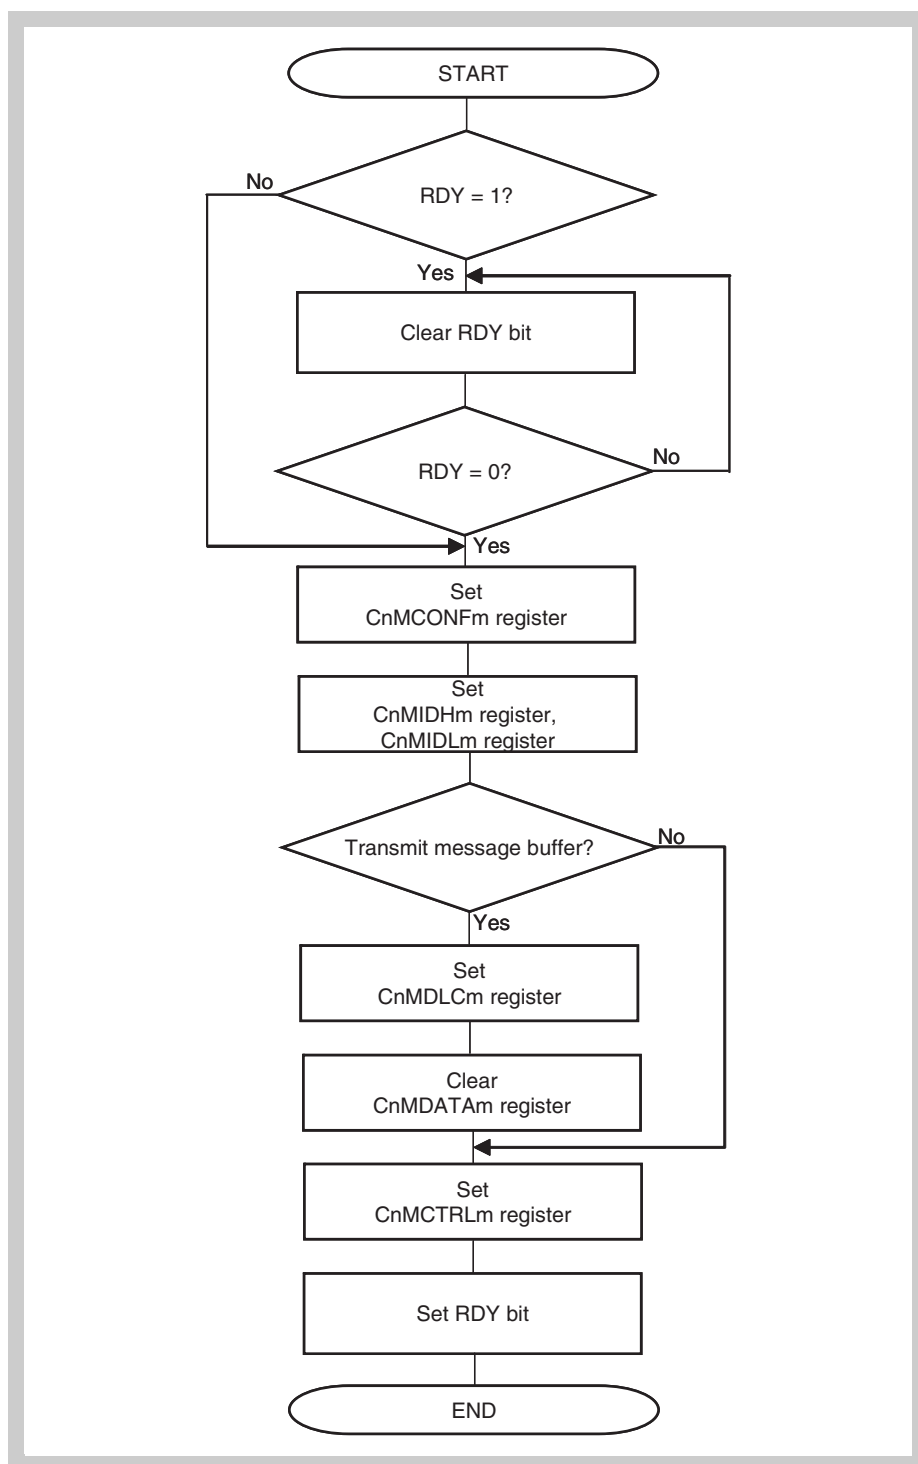 START
RDY = 1?
No
Yes
Clear RDY bit
RDY = 0?
No
Yes
Set
CnMCONFm register
Set
CnMIDHm register,
CnMIDLm register
Transmit message buffer?
No
Yes
Set
CnMDLCm register
Clear
CnMDATAm register
Set
CnMCTRLm register
Set RDY bit
END